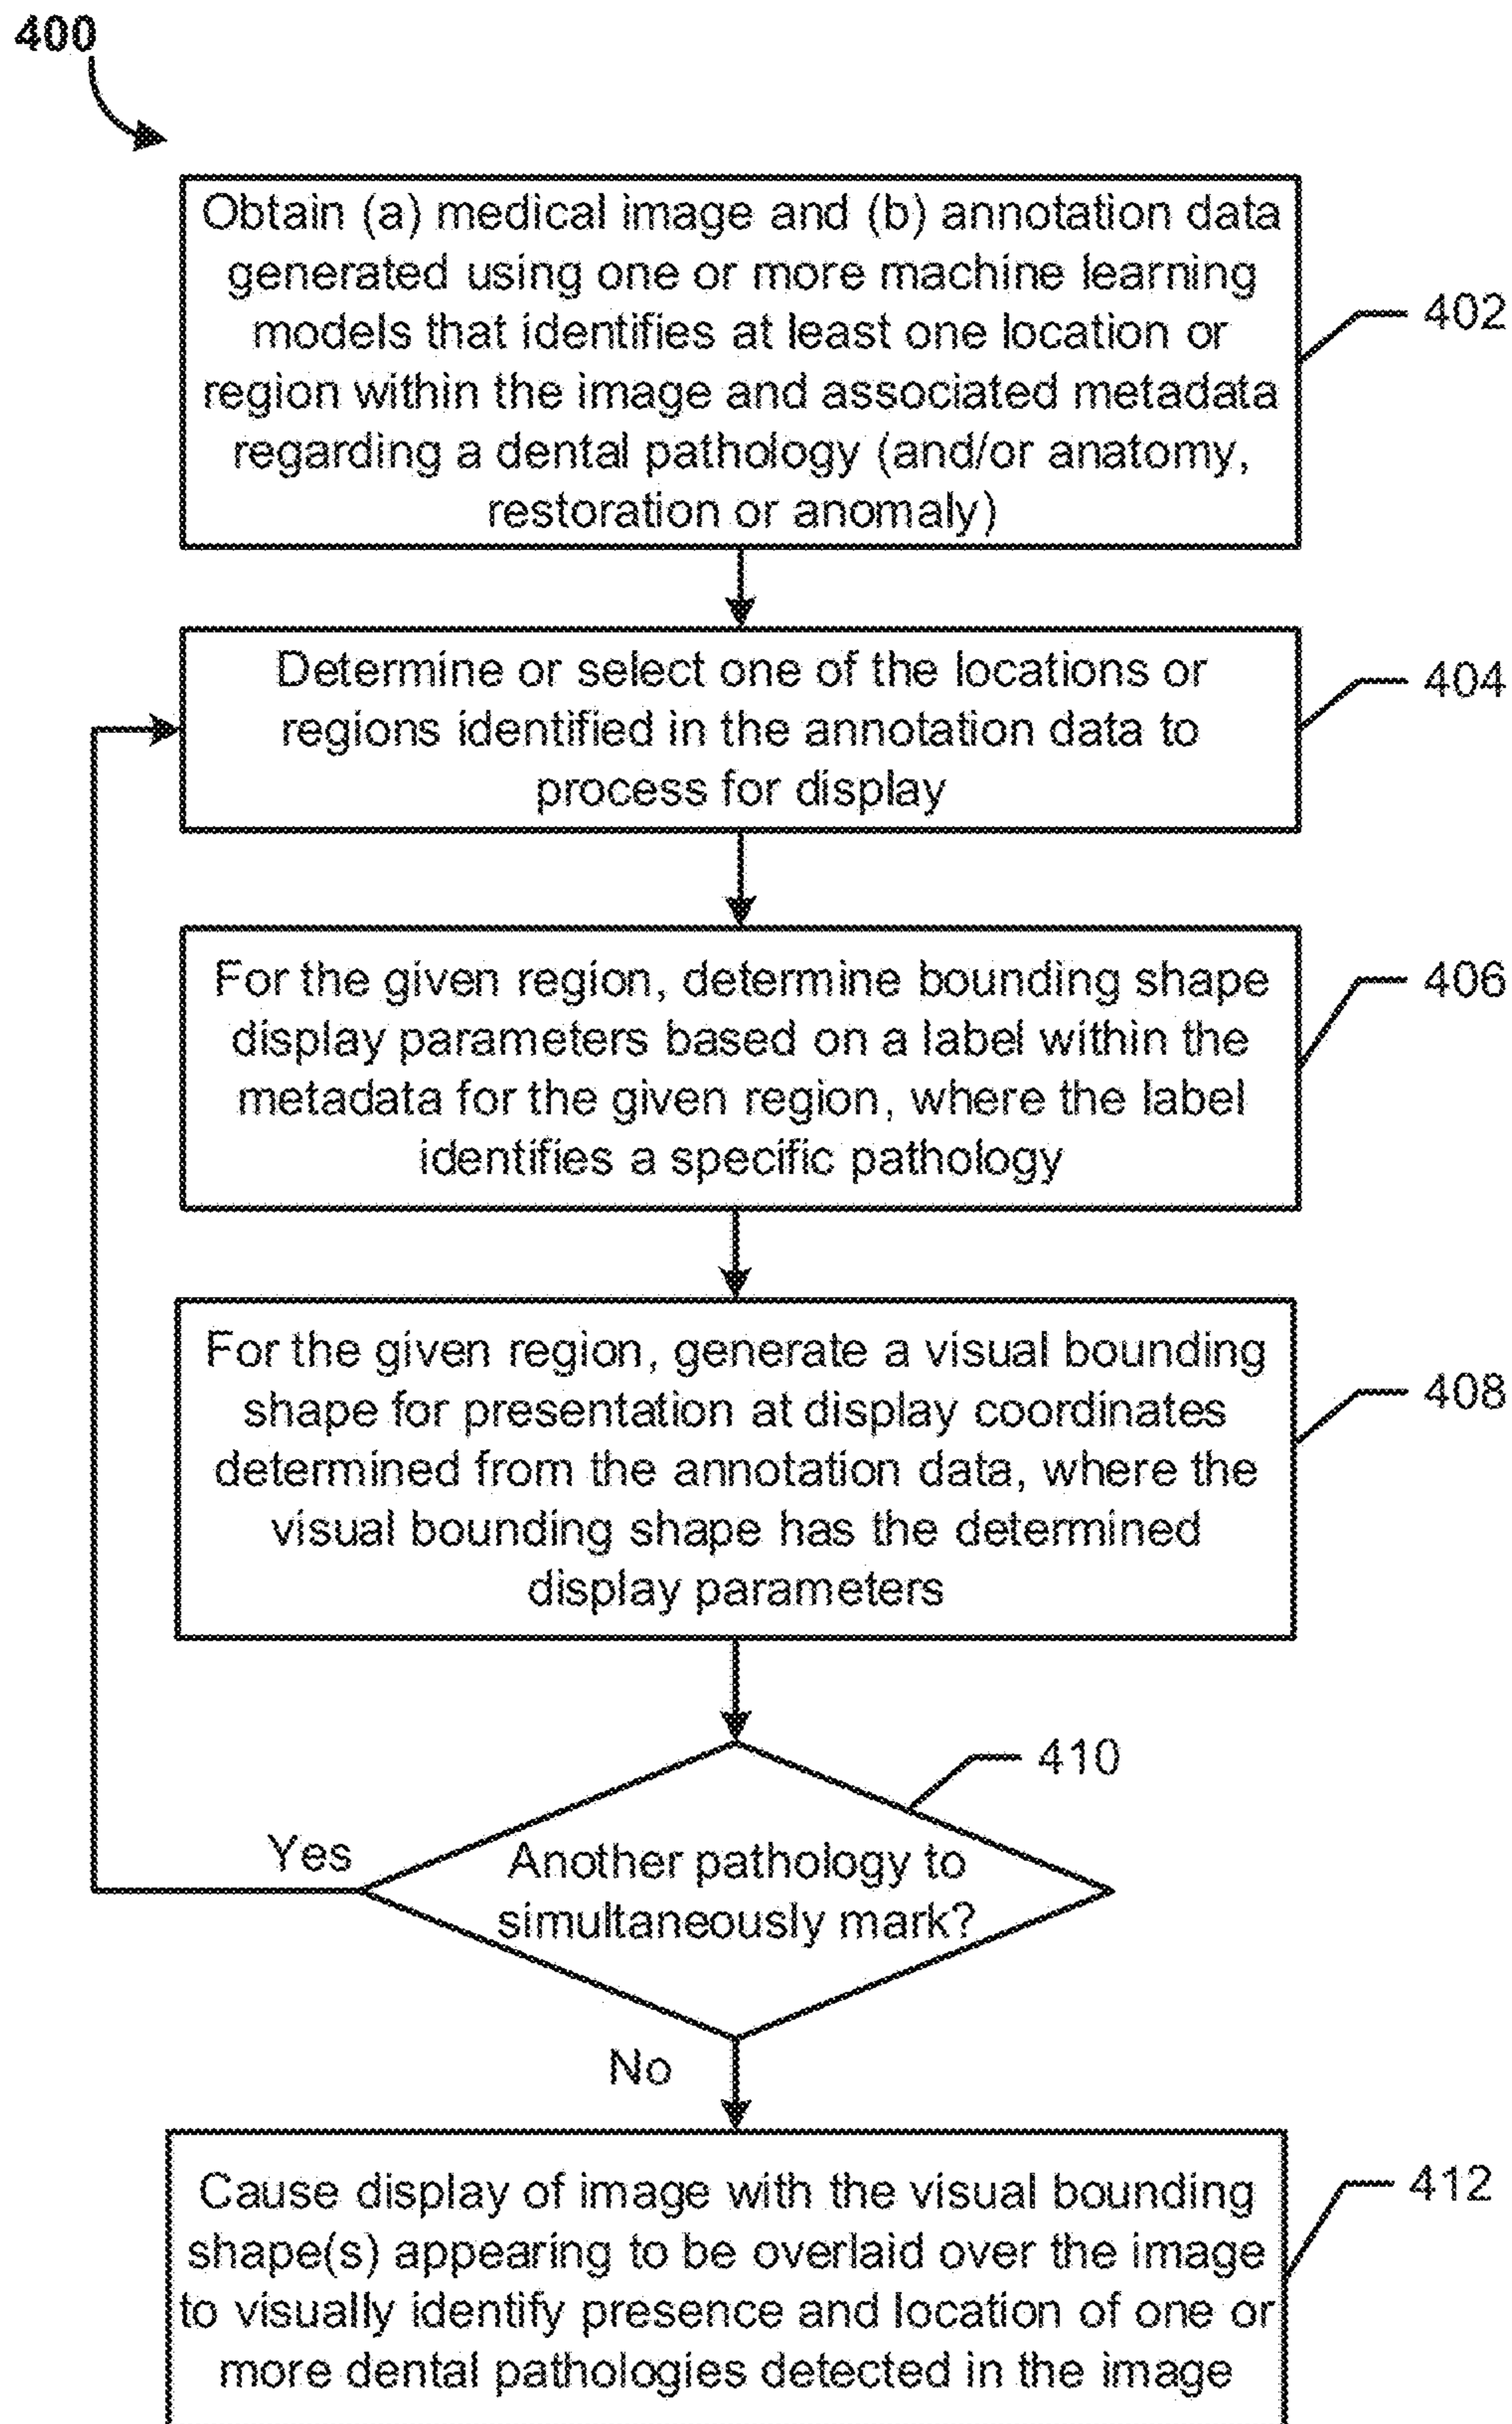 400
Obtain (a) medical image and (b) annotation data
generated using one or more machine learning
models that identifies at least one location or
region within the image and associated metadata
regarding a dental pathology (and/or anatomy,
restoration or anomaly)
402
Determine or select one of the locations or
regions identified in the annotation data to
process for display
404
For the given region, determine bounding shape
display parameters based on a label within the
metadata for the given region, where the label
identifies a specific pathology
406
For the given region, generate a visual bounding
shape for presentation at display coordinates
determined from the annotation data, where the
visual bounding shape has the determined
display parameters
408
410
Yes
Another pathology to
simultaneously mark?
No
Cause display of image with the visual bounding
shape(s) appearing to be overlaid over the image
to visually identify presence and location of one or
more dental pathologies detected in the image
412